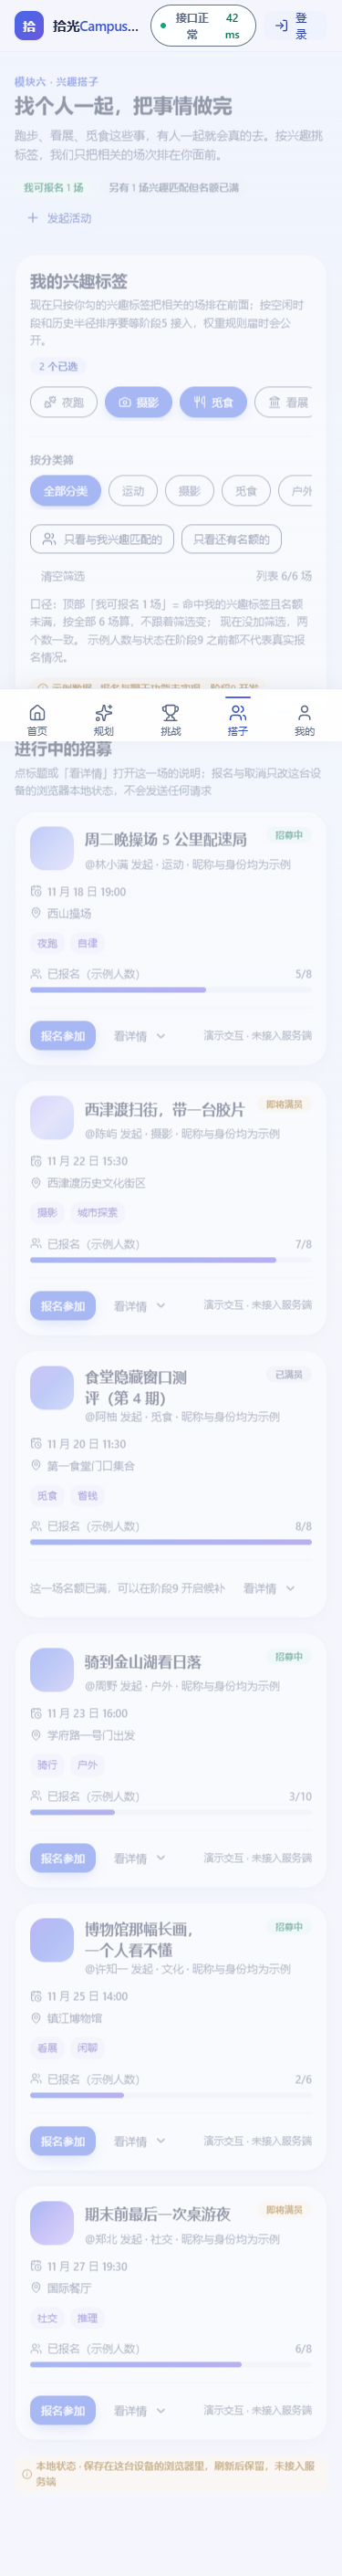 拾
拾光Campus...
接口正常
42 ms
登录
模块六 · 兴趣搭子
找个人一起，把事情做完
跑步、看展、觅食这些事，有人一起就会真的去。按兴趣挑
标签，我们只把相关的场次排在你面前。
我可报名 1 场
另有 1 场兴趣匹配但名额已满
发起活动
我的兴趣标签
现在只按你勾的兴趣标签把相关的场排在前面；按空闲时
段和历史半径排序要等阶段5 接入，权重规则届时会公
开。
2 个已选
夜跑
摄影
觅食
看展
按分类筛
全部分类
运动
摄影
觅食
户外
只看与我兴趣匹配的
只看还有名额的
清空筛选
列表 6/6 场
口径：顶部「我可报名 1 场」= 命中我的兴趣标签且名额
未满，按全部 6 场算，不跟着筛选变； 现在没加筛选，两
个数一致。 示例人数与状态在阶段9 之前都不代表真实报
名情况。
首页
规划
挑战
搭子
我的
进行中的招募
点标题或「看详情」打开这一场的说明；报名与取消只改这台设
备的浏览器本地状态，不会发送任何请求
周二晚操场 5 公里配速局
招募中
@林小满 发起 · 运动 · 昵称与身份均为示例
11 月 18 日 19:00
西山操场
夜跑
自律
已报名（示例人数）
5/8
报名参加
看详情
演示交互 · 未接入服务端
西津渡扫街，带一台胶片
即将满员
@陈屿 发起 · 摄影 · 昵称与身份均为示例
11 月 22 日 15:30
西津渡历史文化街区
摄影
城市探索
已报名（示例人数）
7/8
报名参加
看详情
演示交互 · 未接入服务端
食堂隐藏窗口测
评（第 4 期）
已满员
@阿柚 发起 · 觅食 · 昵称与身份均为示例
11 月 20 日 11:30
第一食堂门口集合
觅食
省钱
已报名（示例人数）
8/8
这一场名额已满，可以在阶段9 开启候补
看详情
骑到金山湖看日落
招募中
@周野 发起 · 户外 · 昵称与身份均为示例
11 月 23 日 16:00
学府路一号门出发
骑行
户外
已报名（示例人数）
3/10
报名参加
看详情
演示交互 · 未接入服务端
博物馆那幅长画，
一个人看不懂
招募中
@许知一 发起 · 文化 · 昵称与身份均为示例
11 月 25 日 14:00
镇江博物馆
看展
闲聊
已报名（示例人数）
2/6
报名参加
看详情
演示交互 · 未接入服务端
期末前最后一次桌游夜
即将满员
@郑北 发起 · 社交 · 昵称与身份均为示例
11 月 27 日 19:30
国际餐厅
社交
推理
已报名（示例人数）
6/8
报名参加
看详情
演示交互 · 未接入服务端
本地状态 · 保存在这台设备的浏览器里，刷新后保留，未接入服
务端